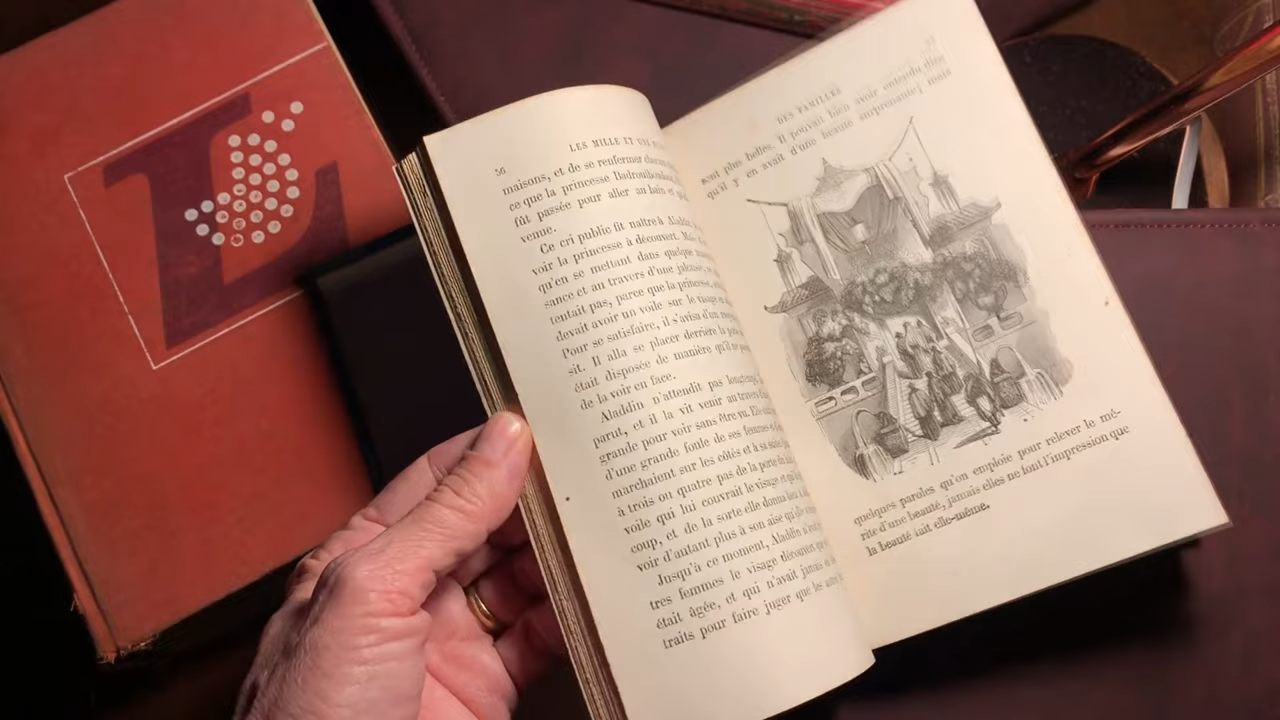 L
56
LES MILLE ET UNE
maisons, et de se renfermer
ce que la princesse Badroulboudour
fût passée pour aller au bain et
venue.
Ce cri public fit naître à Aladdin
voir la princesse à découvert.
qu'en se mettant dans quelque
sance et au travers d'une jalousie,
tentait pas, parce que la princesse,
devait avoir un voile sur le visage en
Pour se satisfaire, il s'avisa d'un
sit. Il alla se placer derrière la
était disposée de manière qu'il ne
de la voir en face.
Aladdin n'attendit pas longtemps
parut, et il la vit venir au travers
grande pour voir sans être vu. Elle
d'une grande foule de ses femmes et
marchaient sur les côtés et à sa suite.
à trois ou quatre pas de la porte du
voile qui lui couvrait le visage et qui
coup, et de la sorte elle donna lieu à
voir d'autant plus à son aise qu'elle
Jusqu'à ce moment, Aladdin
tres femmes le visage découvert
était âgée, et qui n'avait jamais
traits pour faire juger que les
DES FAMILLES
sont plus belles. Il pouvait bien avoir entendu dire
qu'il y en avait d'une beauté surprenante; mais
quelques paroles qu'on emploie pour relever le mé-
rite d'une beauté, jamais elles ne font l'impression que
la beauté fait elle-même.